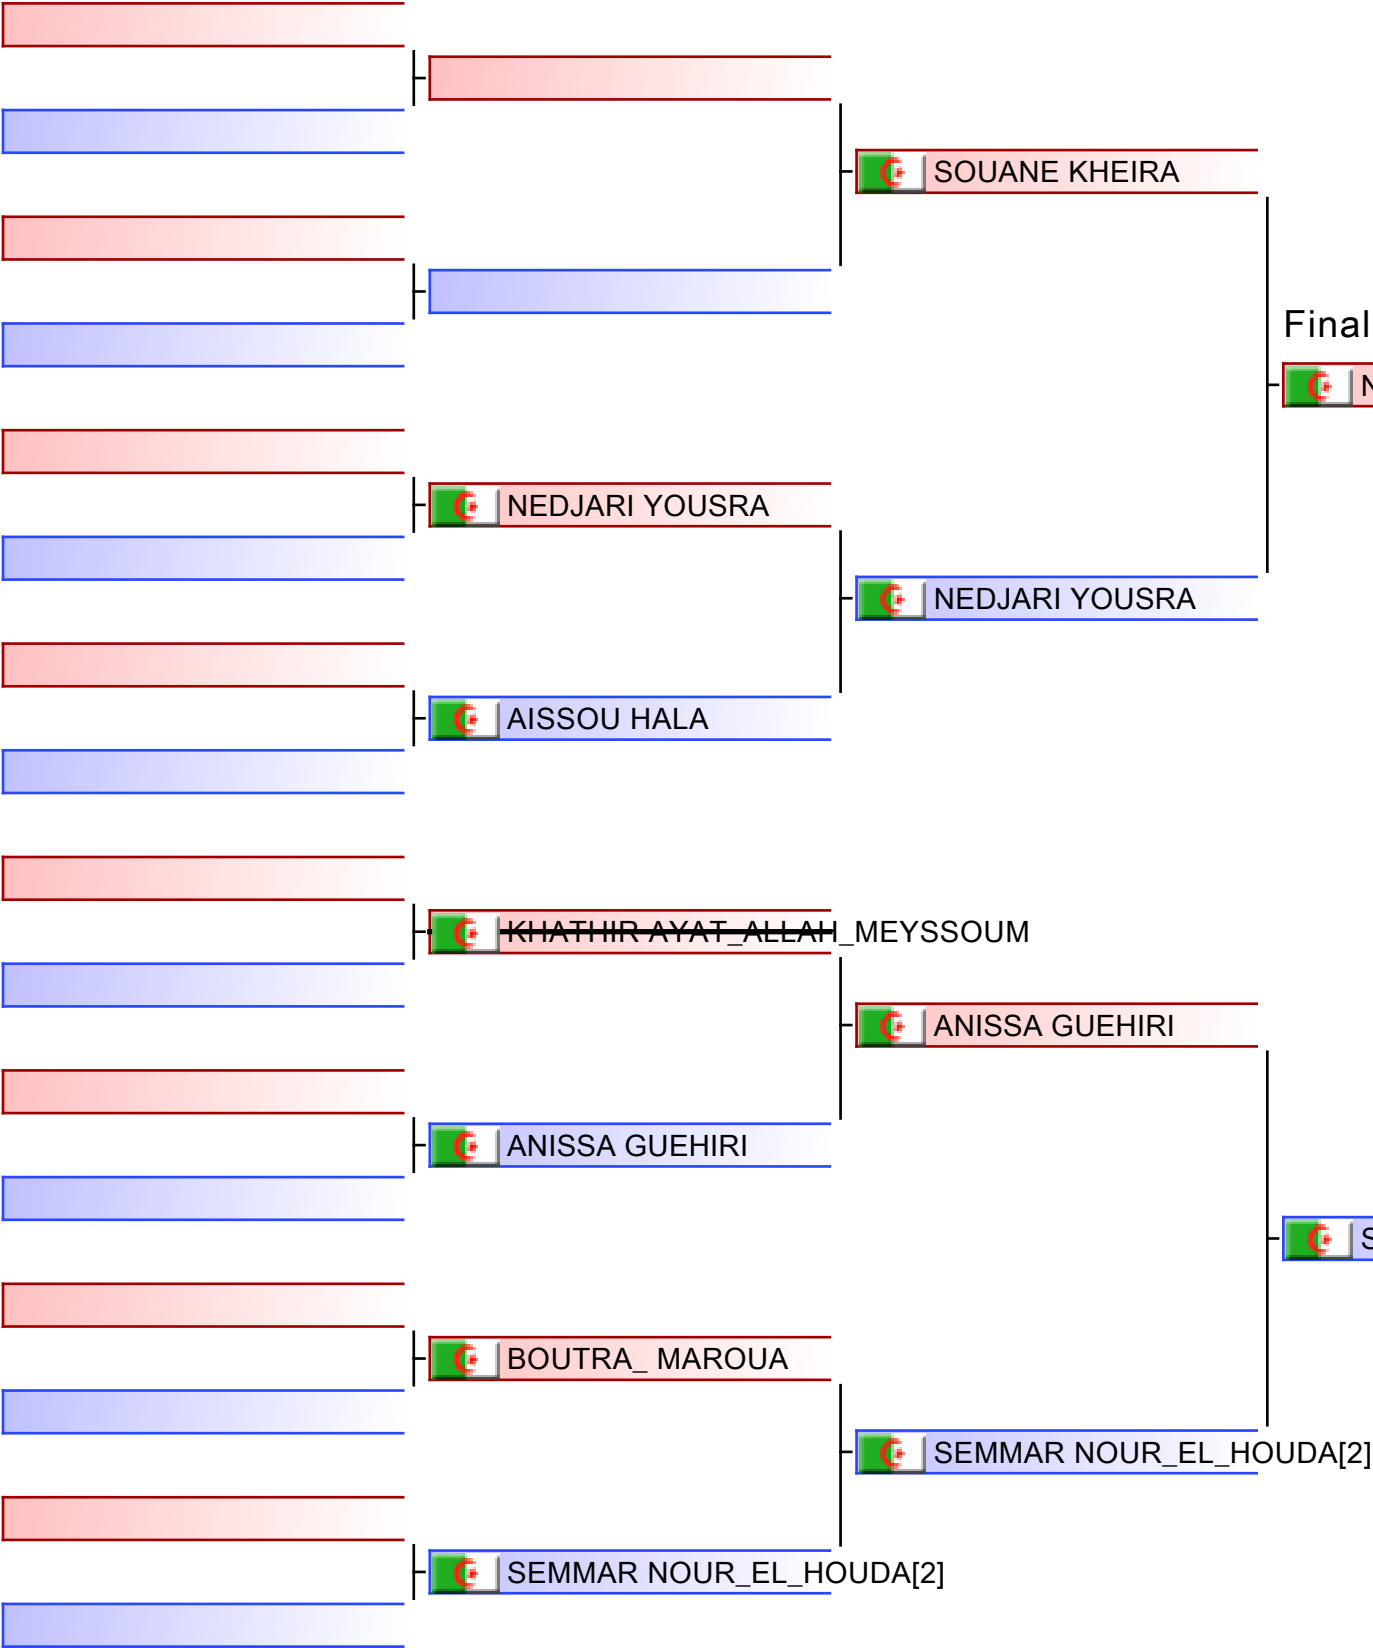 SOUANE KHEIRA
Final
N
NEDJARI YOUSRA
NEDJARI YOUSRA
AISSOU HALA
KHATHIR AYAT_ALLAH_MEYSSOUM
ANISSA GUEHIRI
ANISSA GUEHIRI
S
BOUTRA_ MAROUA
SEMMAR NOUR_EL_HOUDA[2]
SEMMAR NOUR_EL_HOUDA[2]